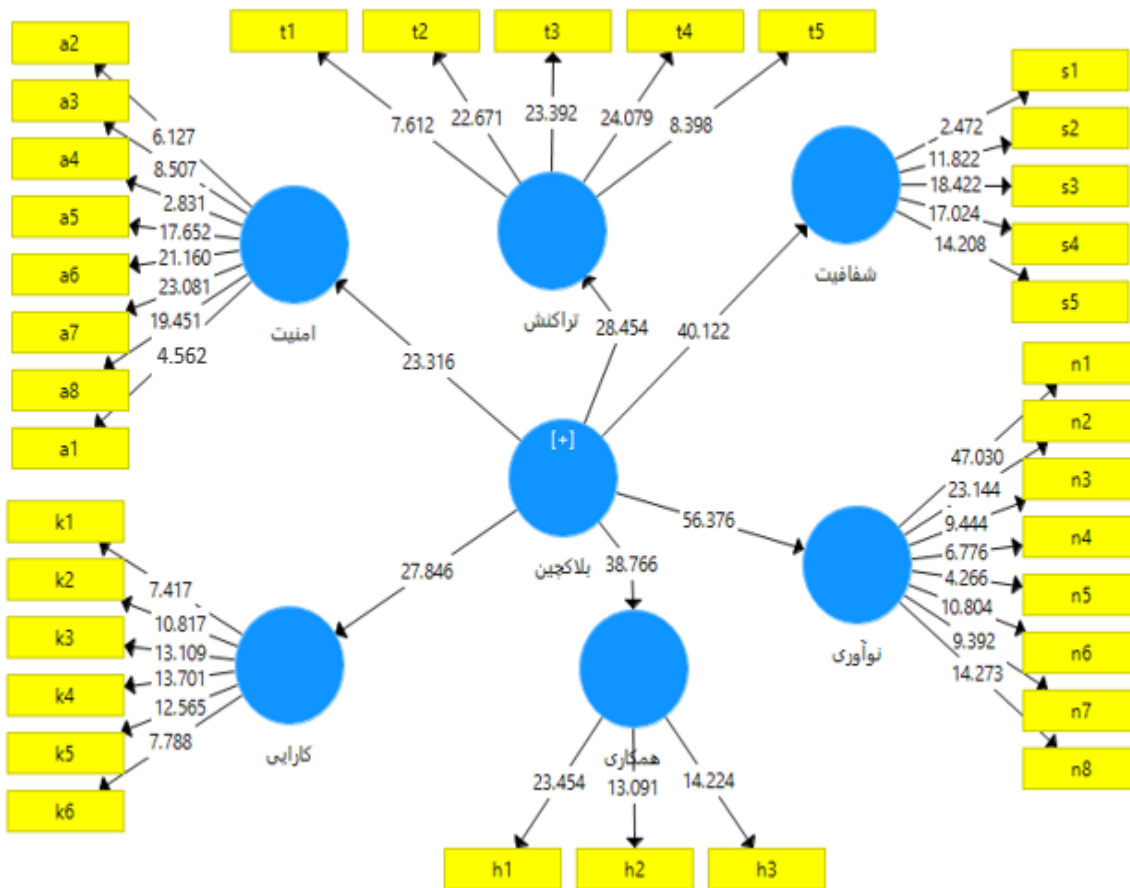 t1
t2
t3
t4
t5
7.612
22.671
23.392
24.079
8.398
تراکنش
a2
a3
a4
a5
a6
a7
a8
a1
6.127
8.507
2.831
17.652
21.160
23.081
19.451
4.562
امنیت
s1
s2
s3
s4
s5
2.472
11.822
18.422
17.024
14.208
شفافیت
23.316
28.454
40.122
[+]
بلاکچین
56.376
38.766
27.846
n1
n2
n3
n4
n5
n6
n7
n8
47.030
23.144
9.444
6.776
4.266
10.804
9.392
14.273
نوآوری
k1
k2
k3
k4
k5
k6
7.417
10.817
13.109
13.701
12.565
7.788
کارایی
همکاری
23.454
13.091
14.224
h1
h2
h3